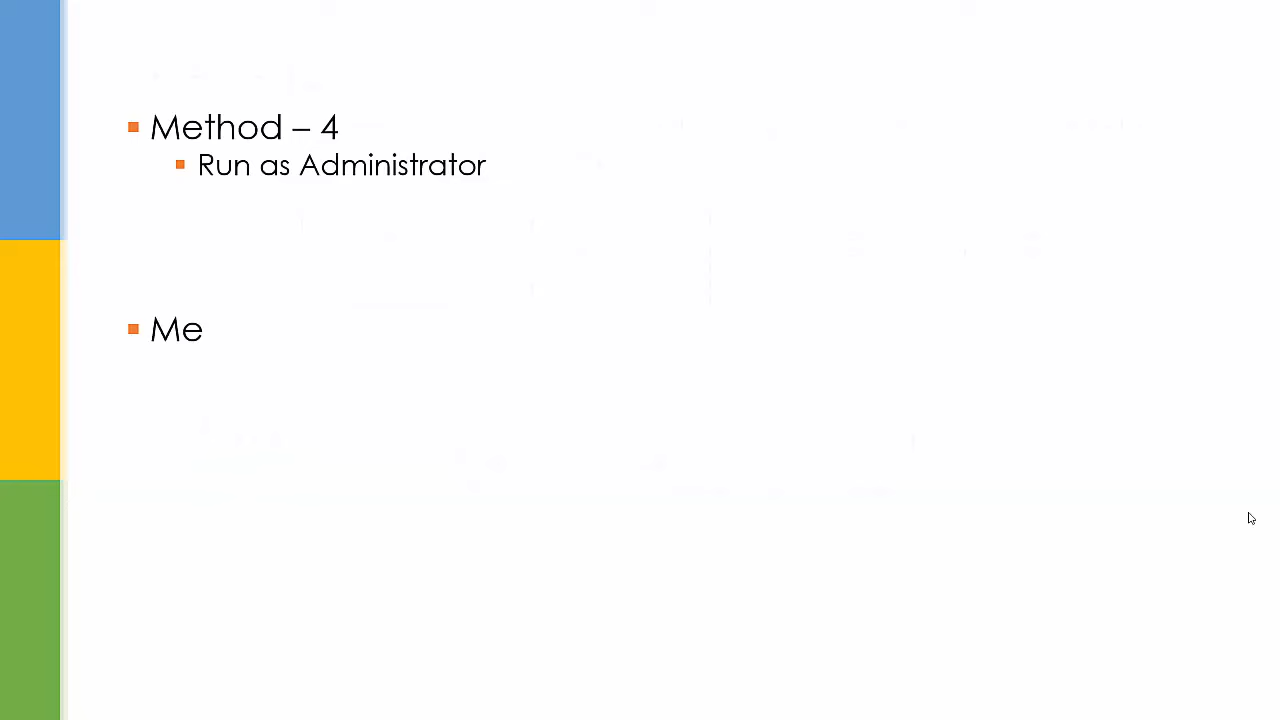 Method – 4
Run as Administrator
Me